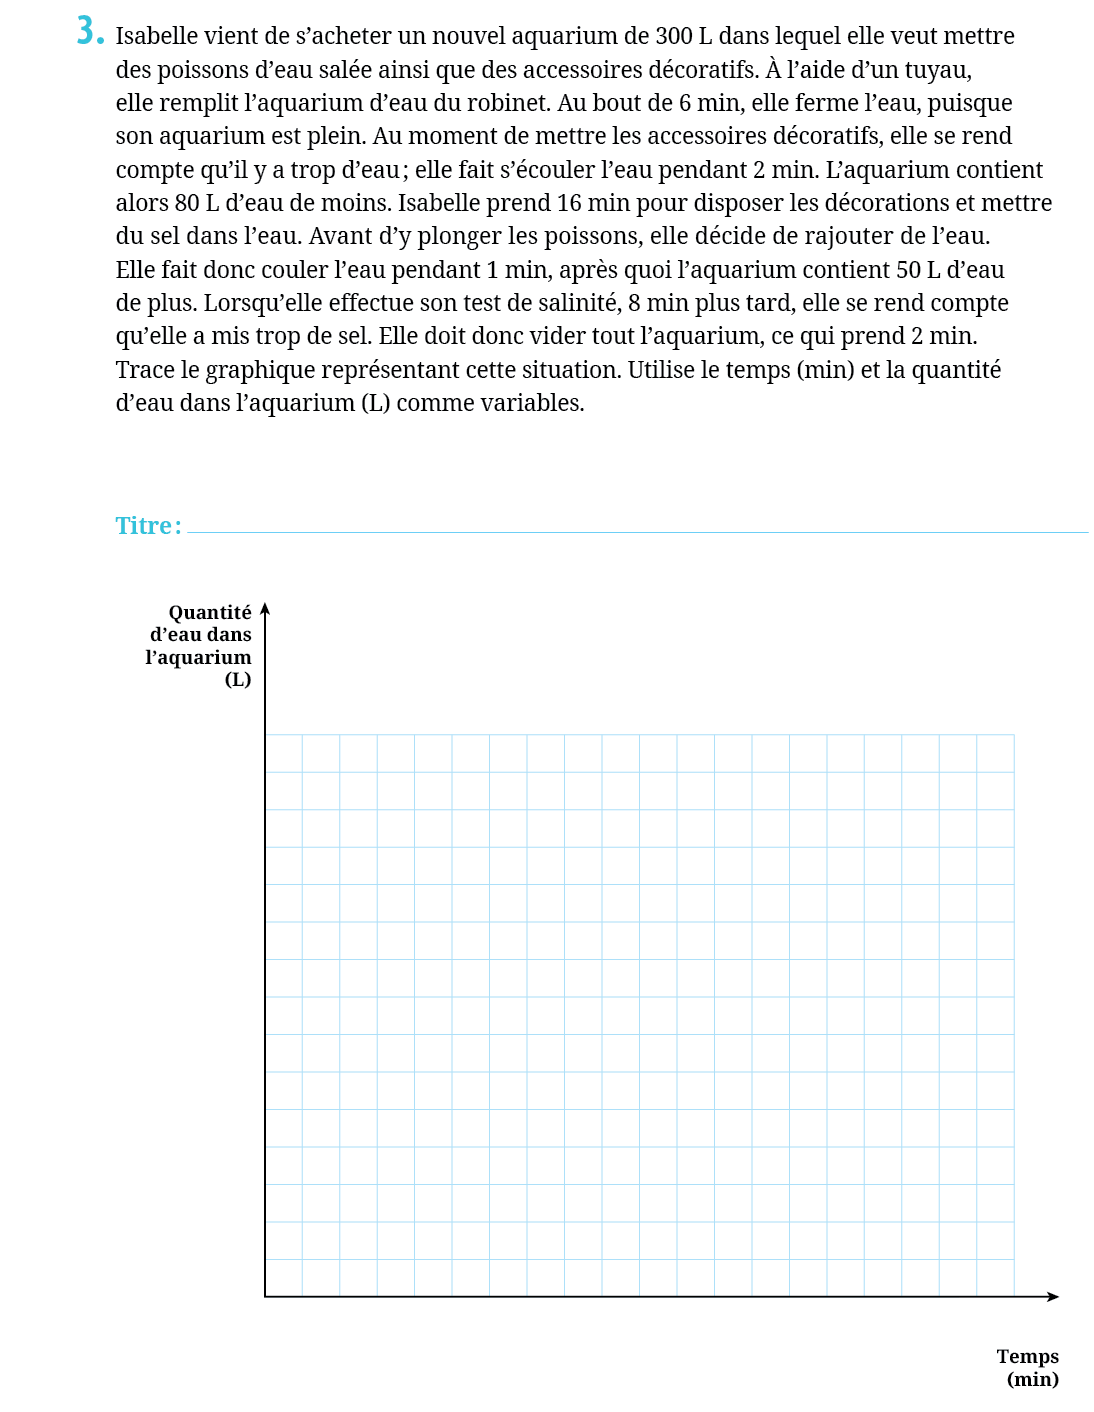 3. Isabelle vient de s’acheter un nouvel aquarium de 300 L dans lequel elle veut mettre
des poissons d’eau salée ainsi que des accessoires décoratifs. À l’aide d’un tuyau,
elle remplit l’aquarium d’eau du robinet. Au bout de 6 min, elle ferme l’eau, puisque
son aquarium est plein. Au moment de mettre les accessoires décoratifs, elle se rend
compte qu’il y a trop d’eau ; elle fait s’écouler l’eau pendant 2 min. L’aquarium contient
alors 80 L d’eau de moins. Isabelle prend 16 min pour disposer les décorations et mettre
du sel dans l’eau. Avant d’y plonger les poissons, elle décide de rajouter de l’eau.
Elle fait donc couler l’eau pendant 1 min, après quoi l’aquarium contient 50 L d’eau
de plus. Lorsqu’elle effectue son test de salinité, 8 min plus tard, elle se rend compte
qu’elle a mis trop de sel. Elle doit donc vider tout l’aquarium, ce qui prend 2 min.
Trace le graphique représentant cette situation. Utilise le temps (min) et la quantité
d’eau dans l’aquarium (L) comme variables.
Titre :
Quantité
d’eau dans
l’aquarium
(L)
Temps
(min)